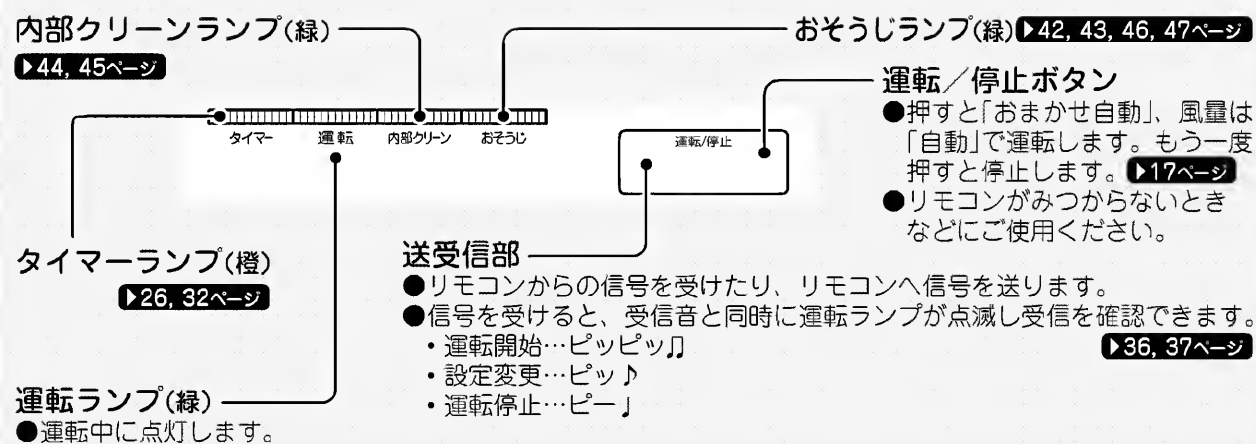 内部クリーンランプ(緑)
▶44, 45ページ
おそうじランプ(緑)▶42, 43, 46, 47ページ
タイマー 運転 内部クリーン おそうじ
運転/停止
運転／停止ボタン
●押すと「おまかせ自動」、風量は
「自動」で運転します。もう一度
押すと停止します。▶17ページ
●リモコンがみつからないとき
などにご使用ください。
タイマーランプ(橙)
▶26, 32ページ
送受信部
●リモコンからの信号を受けたり、リモコンへ信号を送ります。
●信号を受けると、受信音と同時に運転ランプが点滅し受信を確認できます。
▶36, 37ページ
・運転開始…ピッピッ♫
・設定変更…ピッ♪
・運転停止…ピー♩
運転ランプ(緑)
●運転中に点灯します。